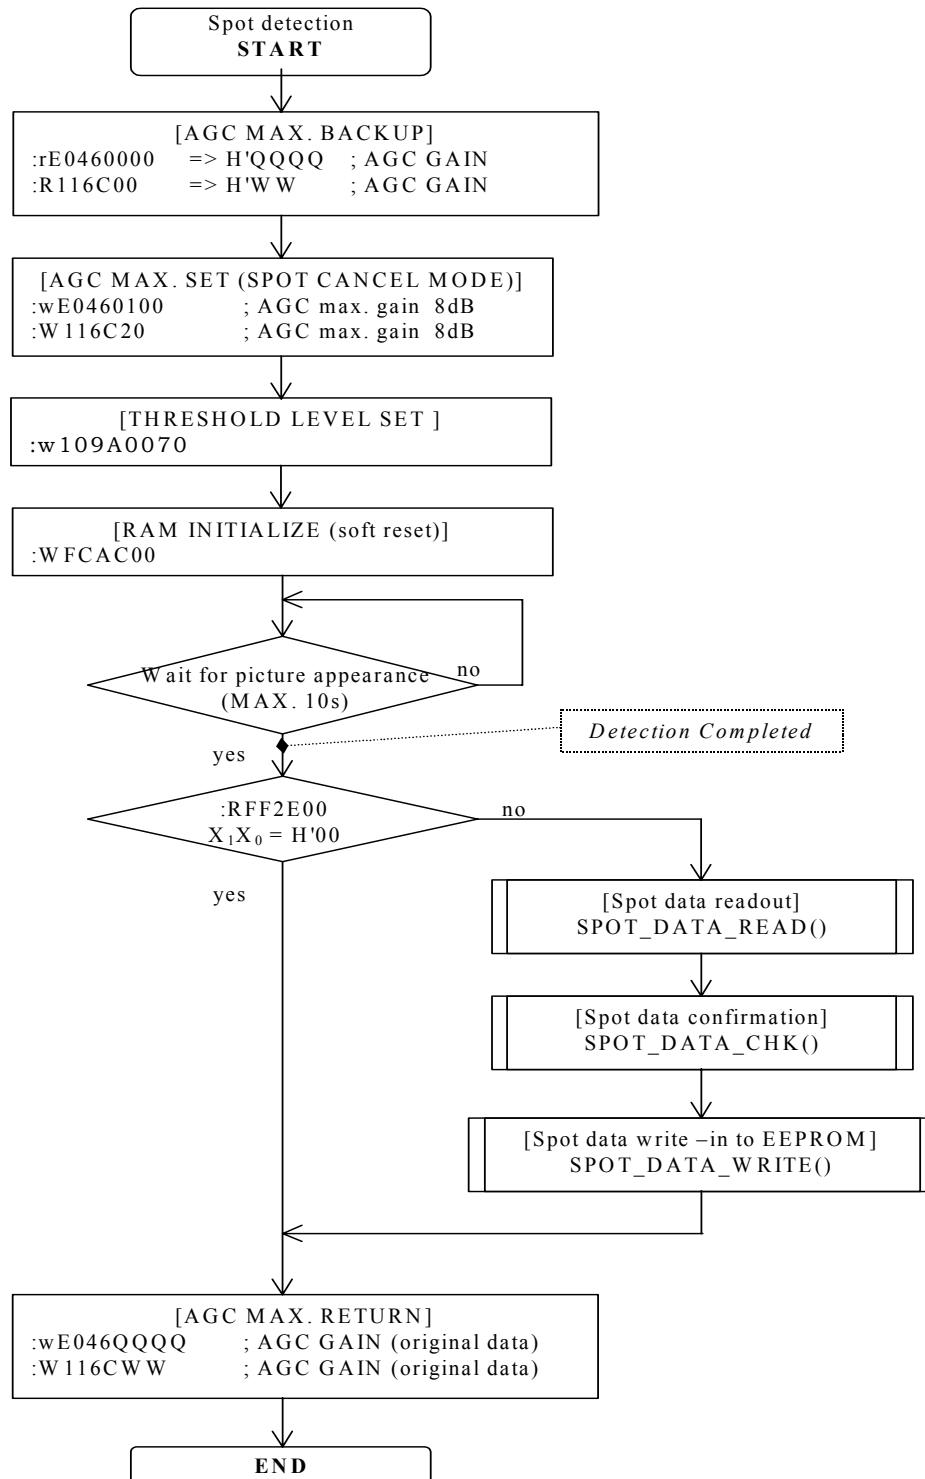 Spot detection
START
[AGC MAX. BACKUP]
:rE0460000 => H'QQQQ ; AGC GAIN
:R116C00 => H'WW ; AGC GAIN
[AGC MAX. SET (SPOT CANCEL MODE)]
:wE0460100 ; AGC max. gain 8dB
:W116C20 ; AGC max. gain 8dB
[THRESHOLD LEVEL SET ]
:w109A0070
[RAM INITIALIZE (soft reset)]
:WFCAC00
Wait for picture appearance
(MAX. 10s)
no
yes
Detection Completed
:RFF2E00
X₁X₀ = H'00
no
yes
[Spot data readout]
SPOT_DATA_READ()
[Spot data confirmation]
SPOT_DATA_CHK()
[Spot data write –in to EEPROM]
SPOT_DATA_WRITE()
[AGC MAX. RETURN]
:wE046QQQQ ; AGC GAIN (original data)
:W116CWW ; AGC GAIN (original data)
END